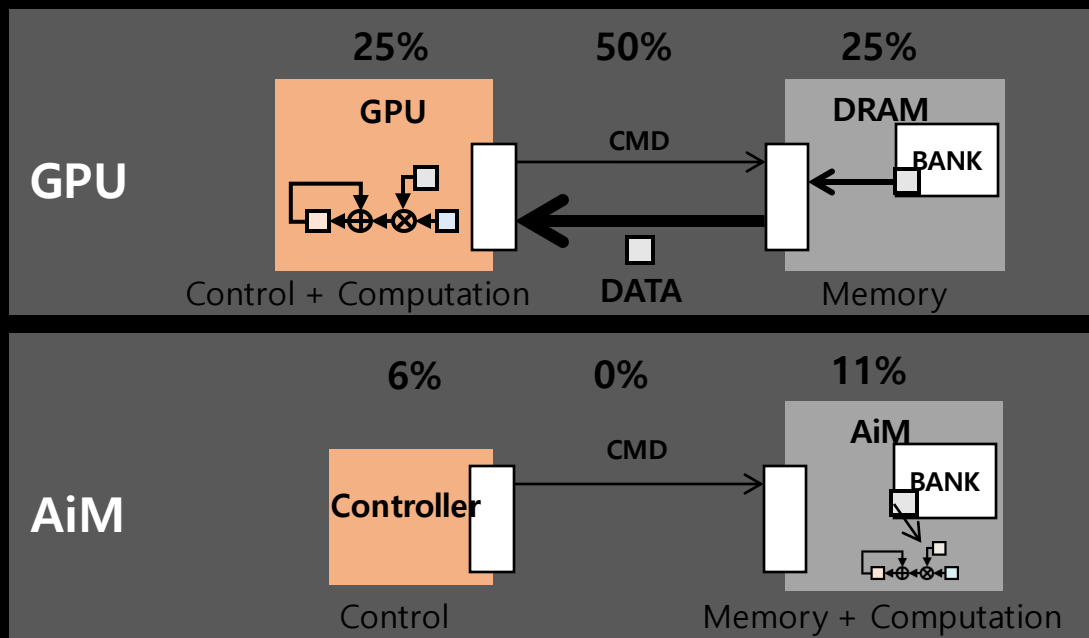 25% 50% 25%
GPU
GPU
CMD
DATA
DRAM
BANK
Control + Computation
Memory
6% 0% 11%
AiM
Controller
CMD
AiM
BANK
Control
Memory + Computation